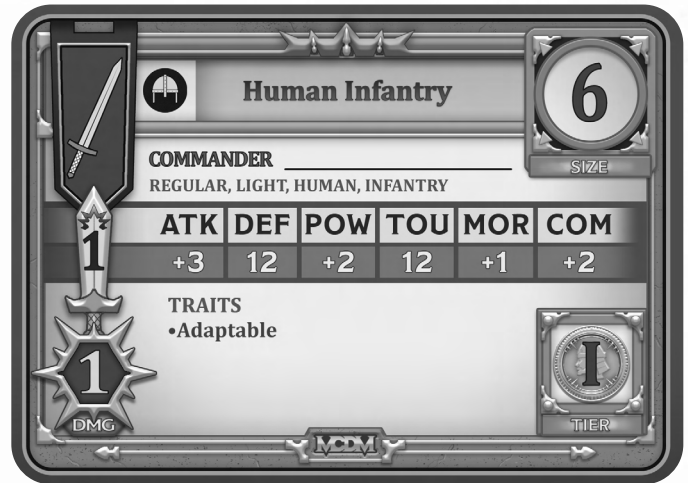 Human Infantry
6
SIZE
COMMANDER
REGULAR, LIGHT, HUMAN, INFANTRY
ATK DEF POW TOU MOR COM
1
+3 12 +2 12 +1 +2
TRAITS
•Adaptable
1
DMG
I
TIER
MCDM